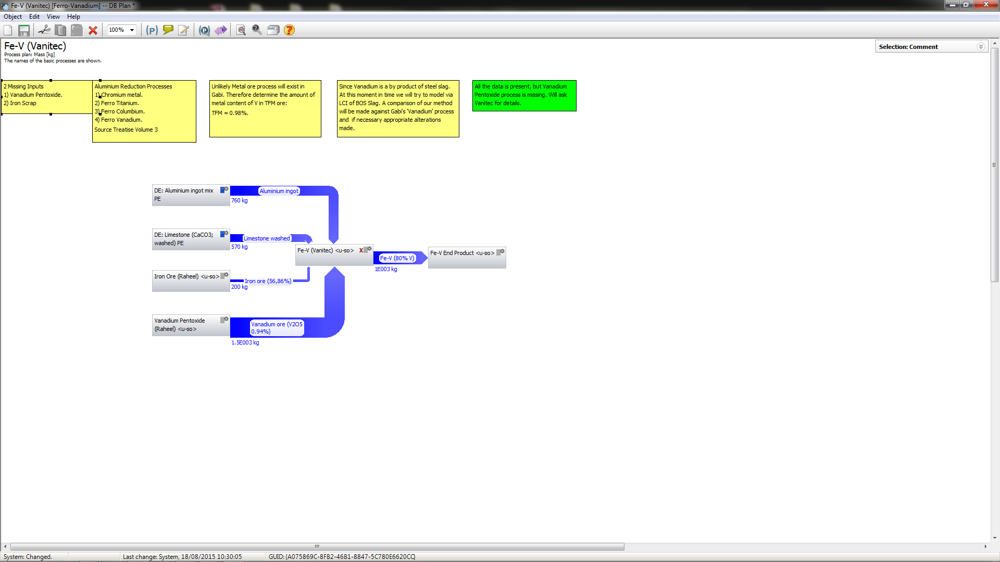 Fe-V (Vanitec) [Ferro-Vanadium] -- DB Plan *
Object Edit View Help
100%
Fe-V (Vanitec)
Process plan: Mass [kg]
The names of the basic processes are shown.
Selection: Comment
2 Missing Inputs
1) Vanadium Pentoxide.
2) Iron Scrap
Aluminium Reduction Processes
1) Chromium metal.
2) Ferro Titanium.
3) Ferro Columbium.
4) Ferro Vanadium.
Source Treatise Volume 3
Unlikely Metal ore process will exist in
Gabi. Therefore determine the amount of
metal content of V in TFM ore:
TFM = 0.98%.
Since Vanadium is a by product of steel slag.
At this moment in time we will try to model via
LCI of BOS Slag. A comparison of our method
will be made against Gabi's 'Vanadium' process
and if necessary appropriate alterations
made.
All the data is present, but Vanadium
Pentoxide process is missing. Will ask
Vanitec for details.
DE: Aluminium ingot mix
PE
Aluminium ingot
760 kg
DE: Limestone (CaCO3;
washed) PE
Limestone washed
570 kg
Fe-V (Vanitec) <u-so> X
Fe-V (80% V)
1E003 kg
Fe-V End Product <u-so>
Iron Ore (Raheel) <u-so>
Iron ore (56,86%)
200 kg
Vanadium Pentoxide
(Raheel) <u-so>
Vanadium ore (V2O5
0.94%)
1.5E003 kg
System: Changed.
Last change: System, 18/08/2015 10:30:05
GUID: {A075869C-8FB2-46B1-8847-5C780E6620CC}